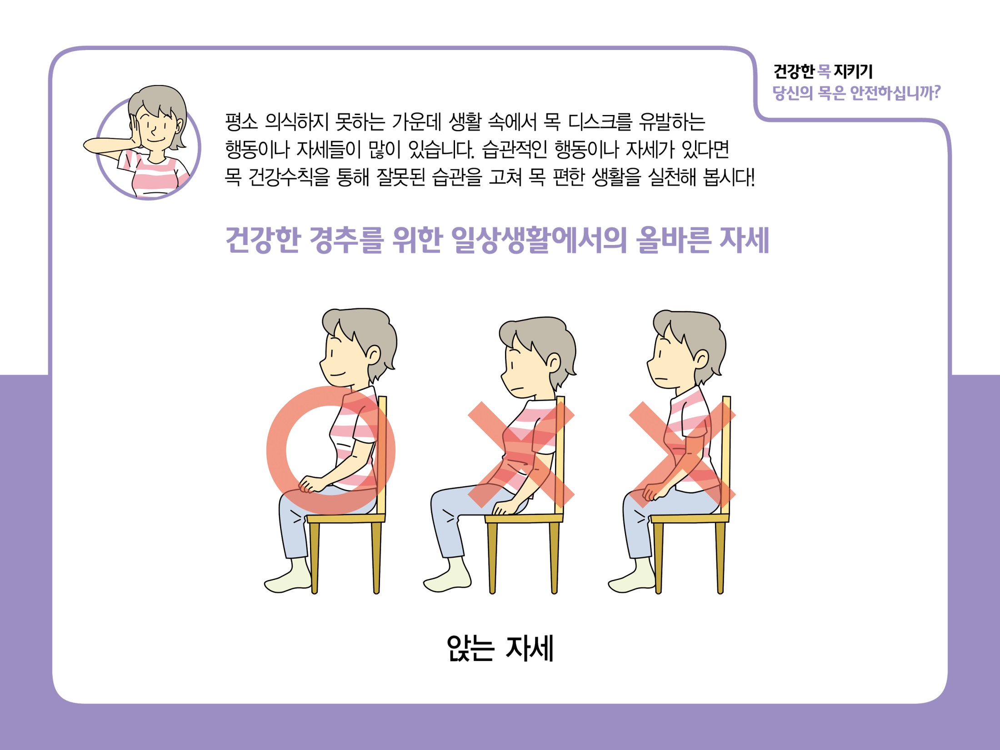 건강한 목 지키기
당신의 목은 안전하십니까?
평소 의식하지 못하는 가운데 생활 속에서 목 디스크를 유발하는
행동이나 자세들이 많이 있습니다. 습관적인 행동이나 자세가 있다면
목 건강수칙을 통해 잘못된 습관을 고쳐 목 편한 생활을 실천해 봅시다!
건강한 경추를 위한 일상생활에서의 올바른 자세
앉는 자세